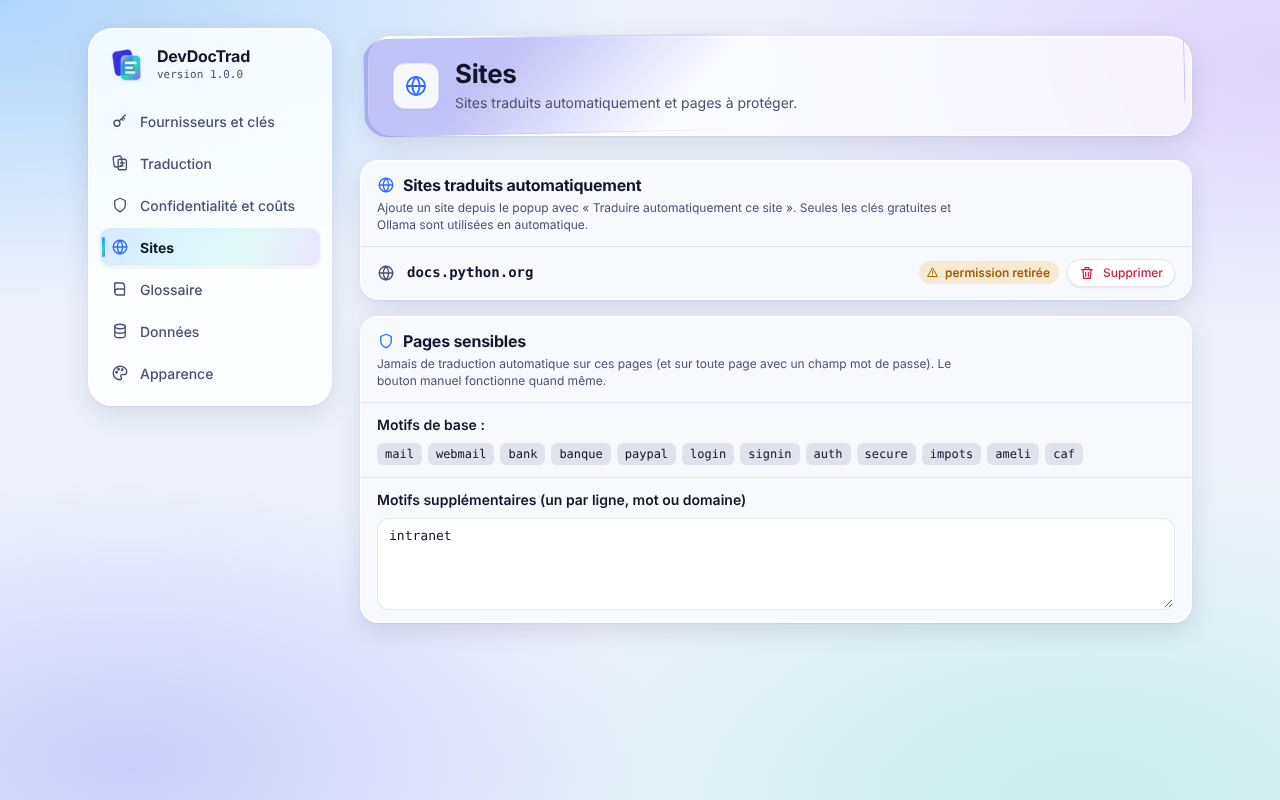 DevDocTrad
version 1.0.0
Fournisseurs et clés
Traduction
Confidentialité et coûts
Sites
Glossaire
Données
Apparence
Sites
Sites traduits automatiquement et pages à protéger.
Sites traduits automatiquement
Ajoute un site depuis le popup avec « Traduire automatiquement ce site ». Seules les clés gratuites et
Ollama sont utilisées en automatique.
docs.python.org
permission retirée
Supprimer
Pages sensibles
Jamais de traduction automatique sur ces pages (et sur toute page avec un champ mot de passe). Le
bouton manuel fonctionne quand même.
Motifs de base :
mail webmail bank banque paypal login signin auth secure impots ameli caf
Motifs supplémentaires (un par ligne, mot ou domaine)
intranet